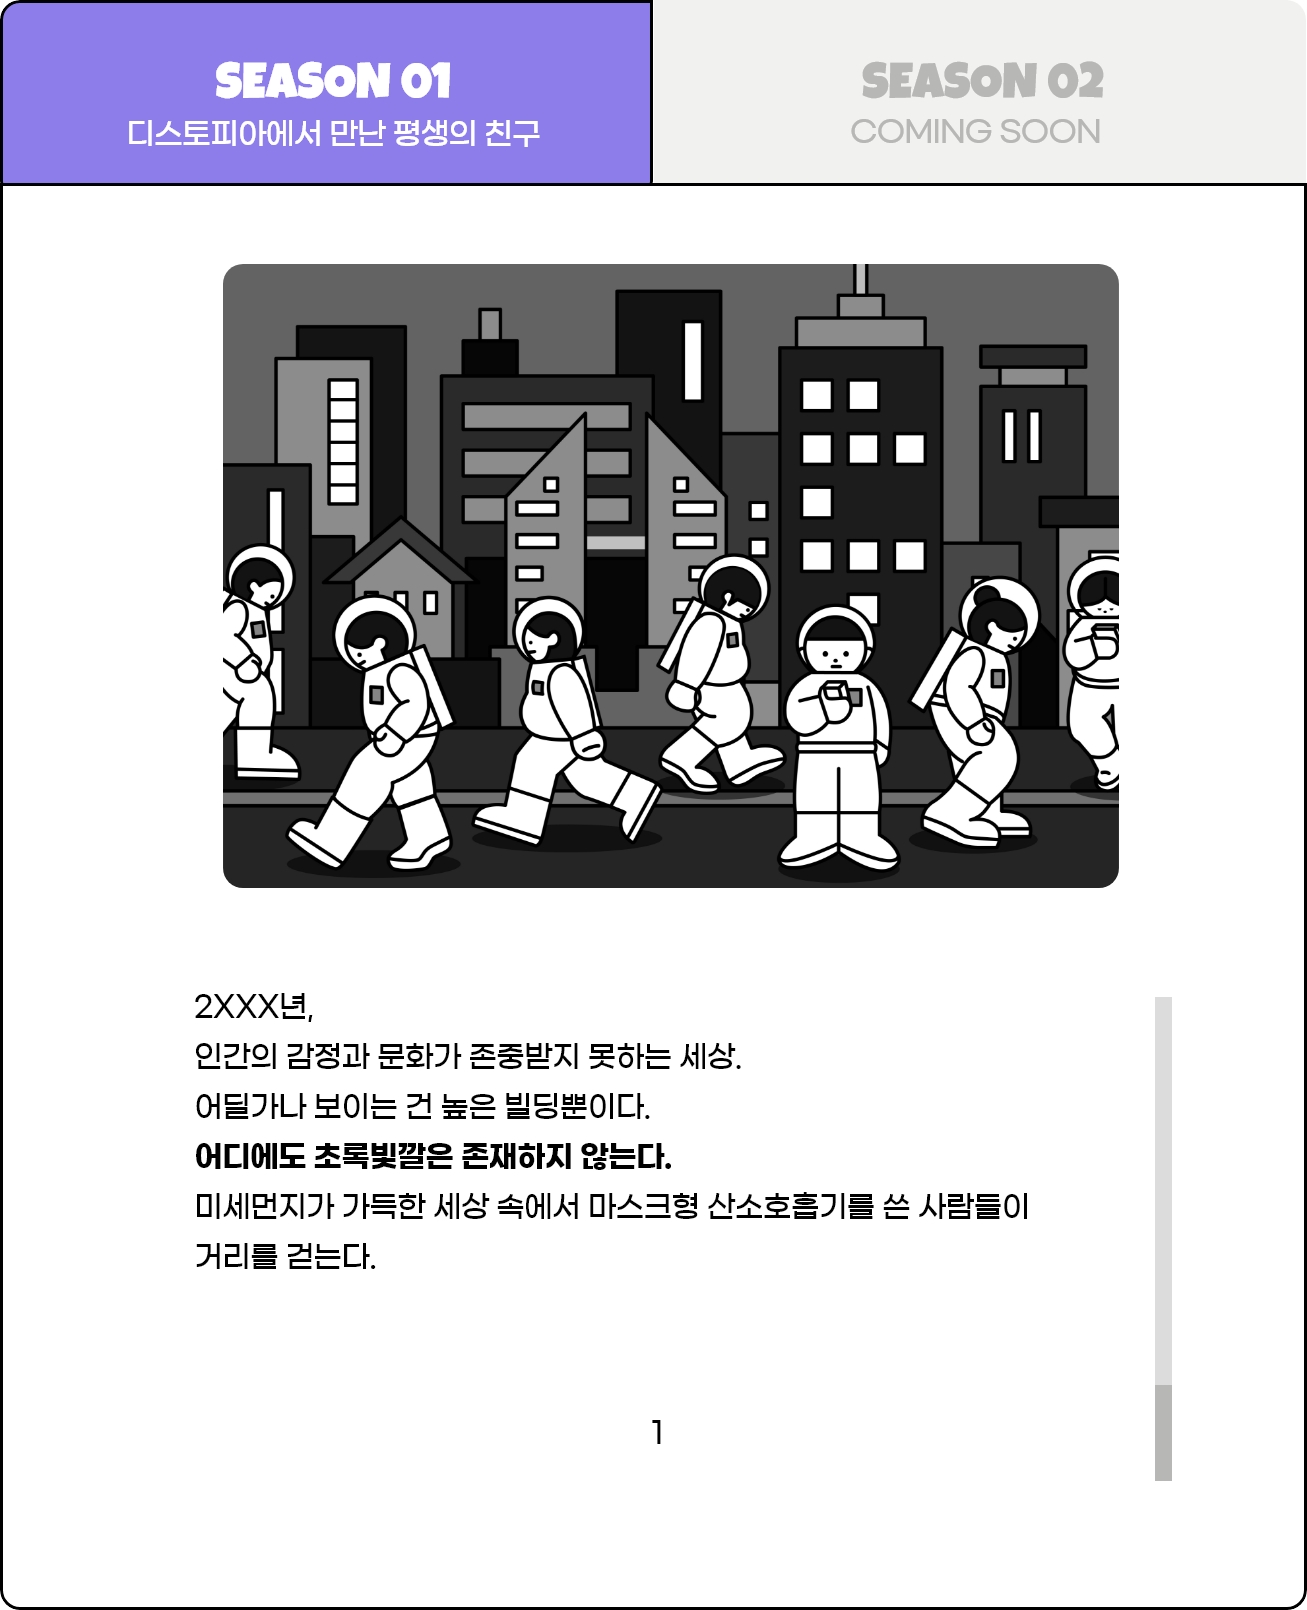 SEASON 01
디스토피아에서 만난 평생의 친구
SEASON 02
COMING SOON
2XXX년,
인간의 감정과 문화가 존중받지 못하는 세상.
어딜가나 보이는 건 높은 빌딩뿐이다.
어디에도 초록빛깔은 존재하지 않는다.
미세먼지가 가득한 세상 속에서 마스크형 산소호흡기를 쓴 사람들이
거리를 걷는다.
1